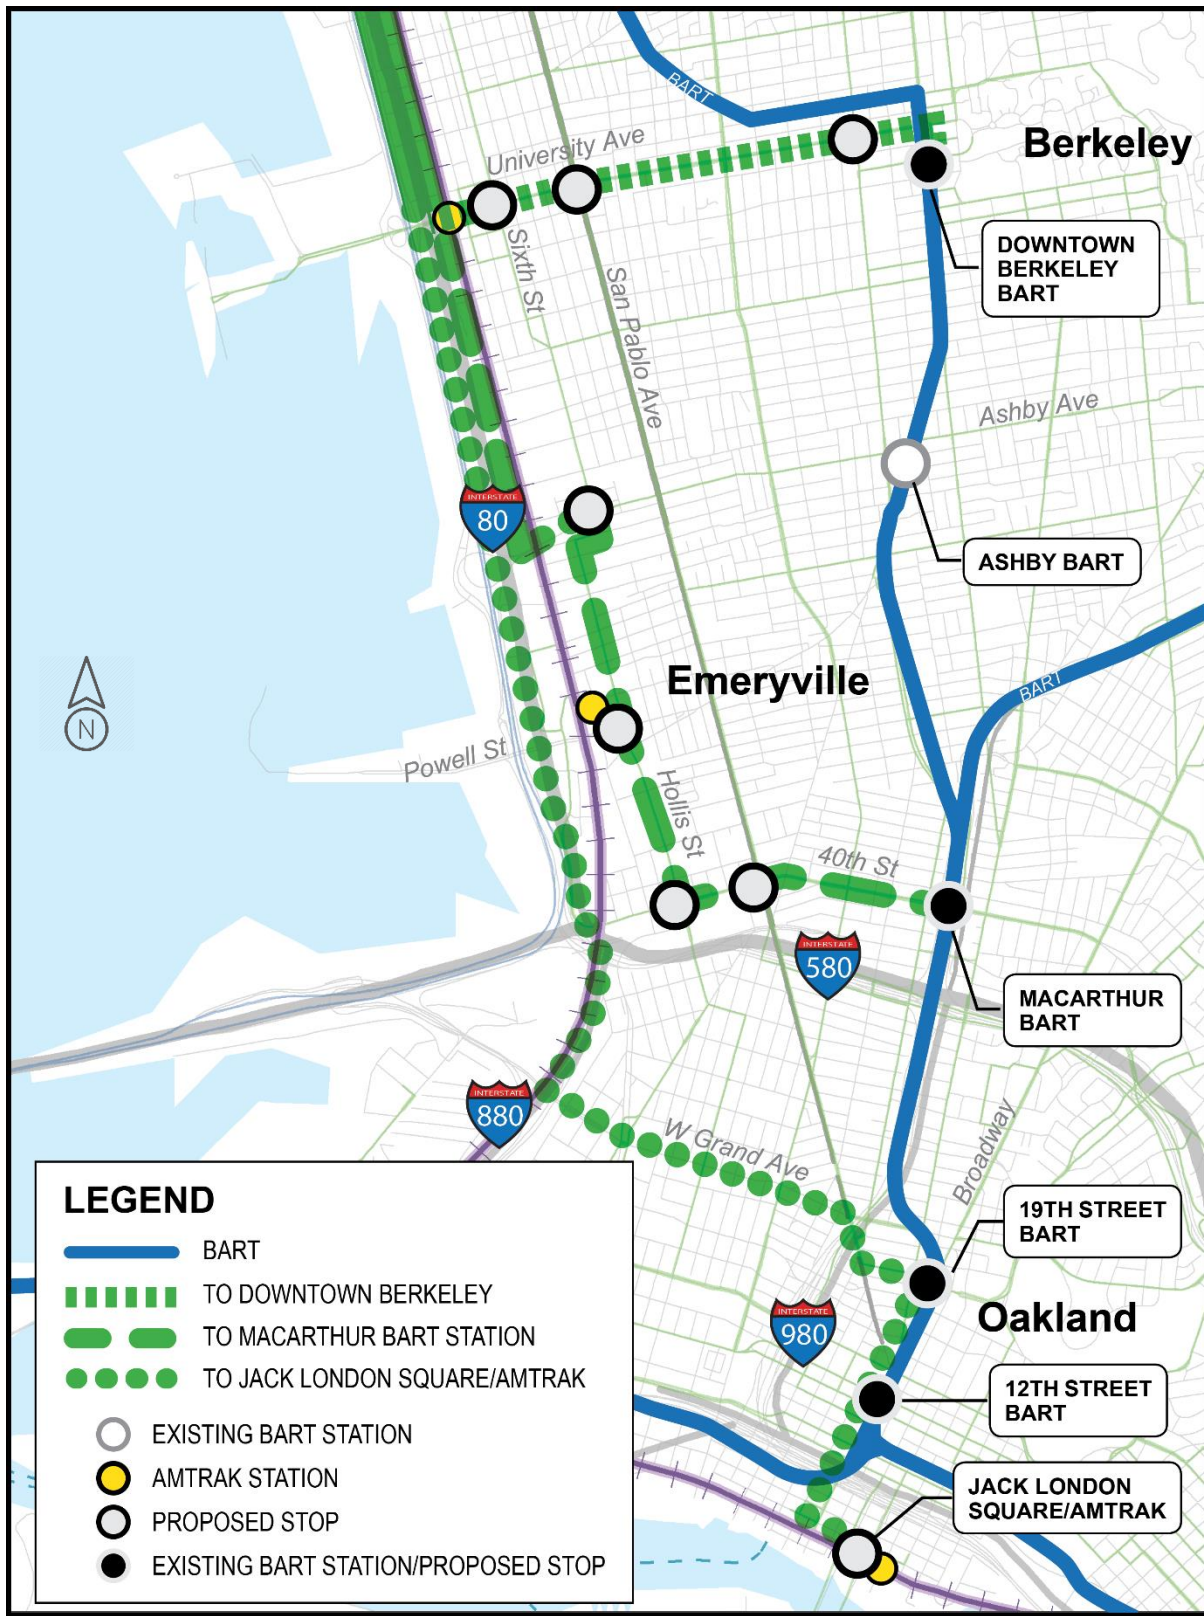 BART
University Ave
Berkeley
DOWNTOWN
BERKELEY
BART
Sixth St
San Pablo Ave
Ashby Ave
INTERSTATE
80
ASHBY BART
Emeryville
BART
N
Powell St
Hollis St
40th St
INTERSTATE
580
MACARTHUR
BART
INTERSTATE
880
W Grand Ave
Broadway
19TH STREET
BART
INTERSTATE
980
Oakland
12TH STREET
BART
JACK LONDON
SQUARE/AMTRAK
LEGEND
BART
TO DOWNTOWN BERKELEY
TO MACARTHUR BART STATION
TO JACK LONDON SQUARE/AMTRAK
EXISTING BART STATION
AMTRAK STATION
PROPOSED STOP
EXISTING BART STATION/PROPOSED STOP